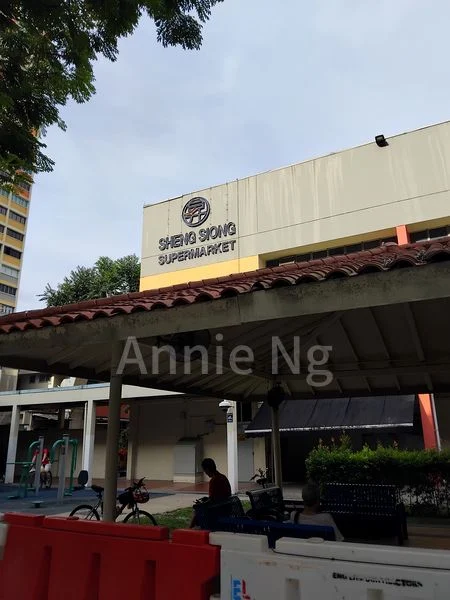 SHENG SIONG
SUPERMARKET
Annie Ng